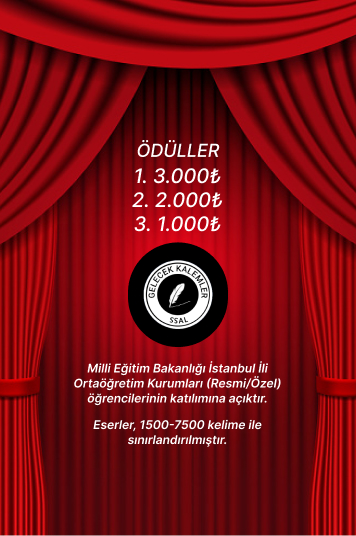 ÖDÜLLER
1. 3.000₺
2. 2.000₺
3. 1.000₺
GELECEK KALEMLER
SSAL
Milli Eğitim Bakanlığı İstanbul İli
Ortaöğretim Kurumları (Resmi/Özel)
öğrencilerinin katılımına açıktır.
Eserler, 1500-7500 kelime ile
sınırlandırılmıştır.